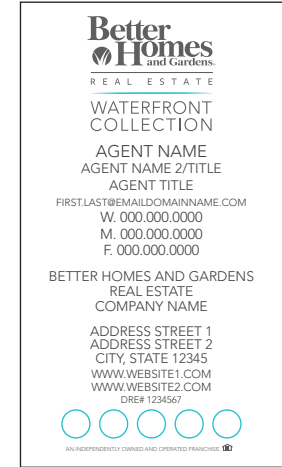 Better
Homes
and Gardens.
REAL ESTATE
WATERFRONT
COLLECTION
AGENT NAME
AGENT NAME 2/TITLE
AGENT TITLE
FIRST.LAST@EMAILDOMAINNAME.COM
W. 000.000.0000
M. 000.000.0000
F. 000.000.0000
BETTER HOMES AND GARDENS
REAL ESTATE
COMPANY NAME
ADDRESS STREET 1
ADDRESS STREET 2
CITY, STATE 12345
WWW.WEBSITE1.COM
WWW.WEBSITE2.COM
DRE# 1234567
AN INDEPENDENTLY OWNED AND OPERATED FRANCHISE.